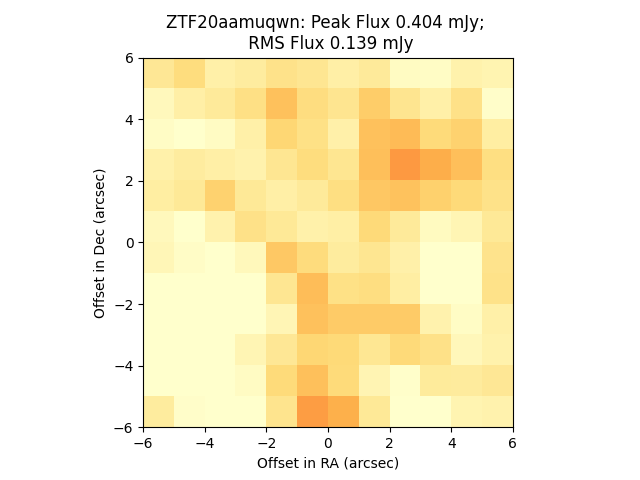 ZTF20aamuqwn: Peak Flux 0.404 mJy;
RMS Flux 0.139 mJy
6
4
2
0
−2
−4
−6
Offset in Dec (arcsec)
−6 −4 −2 0 2 4 6
Offset in RA (arcsec)